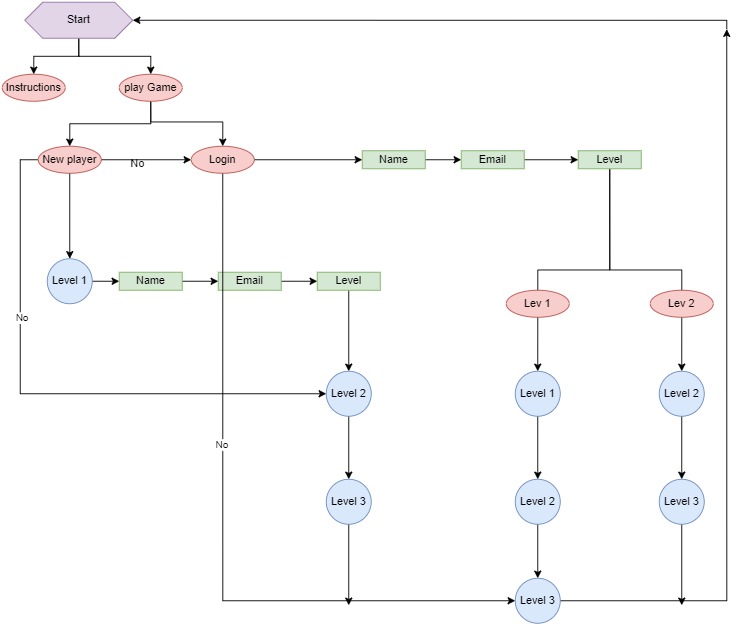 Start
Instructions
play Game
New player
No
Login
Name
Email
Level
Level 1
Name
Email
Level
Lev 1
Lev 2
No
Level 2
Level 1
Level 2
No
Level 3
Level 2
Level 3
Level 3